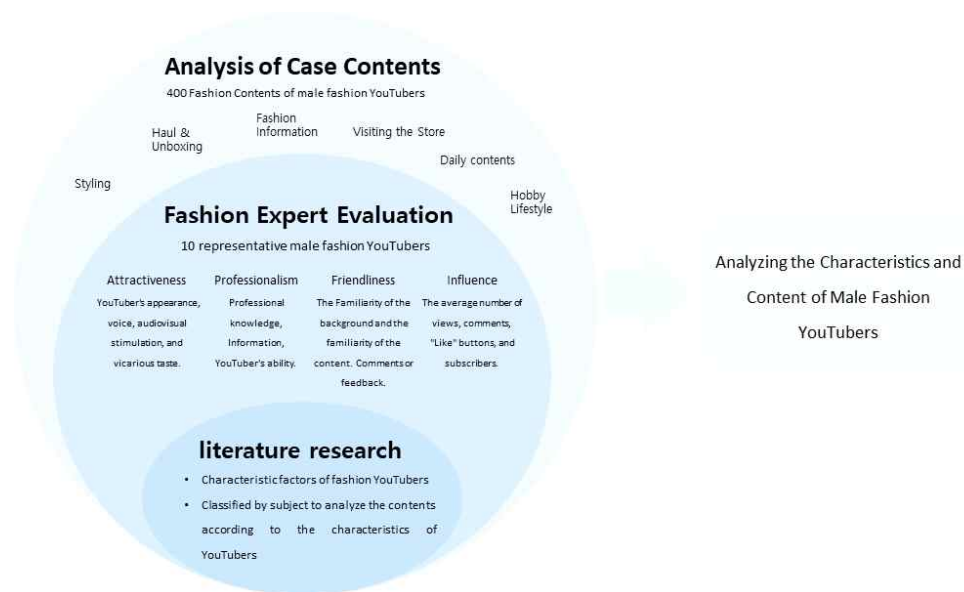 Analysis of Case Contents
400 Fashion Contents of male fashion YouTubers
Styling
Haul &
Unboxing
Fashion
Information
Visiting the Store
Daily contents
Hobby
Lifestyle
Fashion Expert Evaluation
10 representative male fashion YouTubers
Attractiveness
YouTuber's appearance,
voice, audiovisual
stimulation, and
vicarious taste.
Professionalism
Professional
knowledge,
Information,
YouTuber's ability.
Friendliness
The Familiarity of the
background and the
familiarity of the
content. Comments or
feedback.
Influence
The average number of
views, comments,
"Like" buttons, and
subscribers.
literature research
• Characteristic factors of fashion YouTubers
• Classified by subject to analyze the contents
according to the characteristics of
YouTubers
Analyzing the Characteristics and
Content of Male Fashion
YouTubers